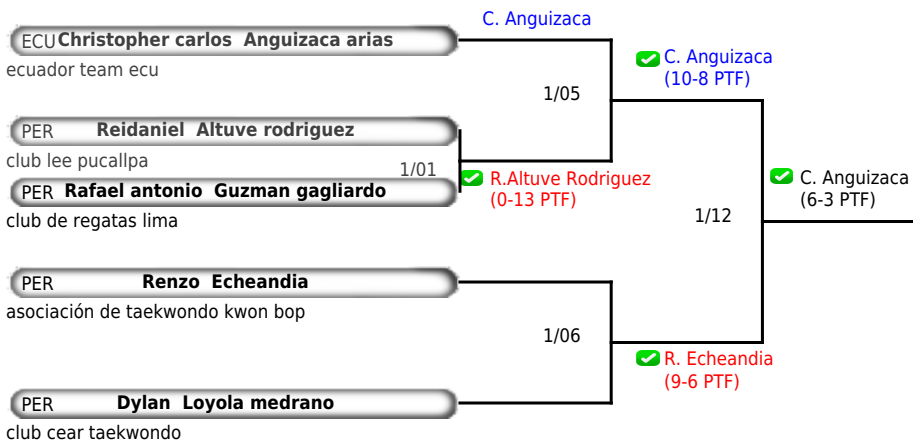 C. Anguizaca
ECU Christopher carlos Anguizaca arias
ecuador team ecu
C. Anguizaca
(10-8 PTF)
1/05
PER Reidaniel Altuve rodriguez
club lee pucallpa
1/01
R.Altuve Rodriguez
(0-13 PTF)
PER Rafael antonio Guzman gagliardo
club de regatas lima
C. Anguizaca
(6-3 PTF)
1/12
PER Renzo Echeandia
asociación de taekwondo kwon bop
1/06
R. Echeandia
(9-6 PTF)
PER Dylan Loyola medrano
club cear taekwondo